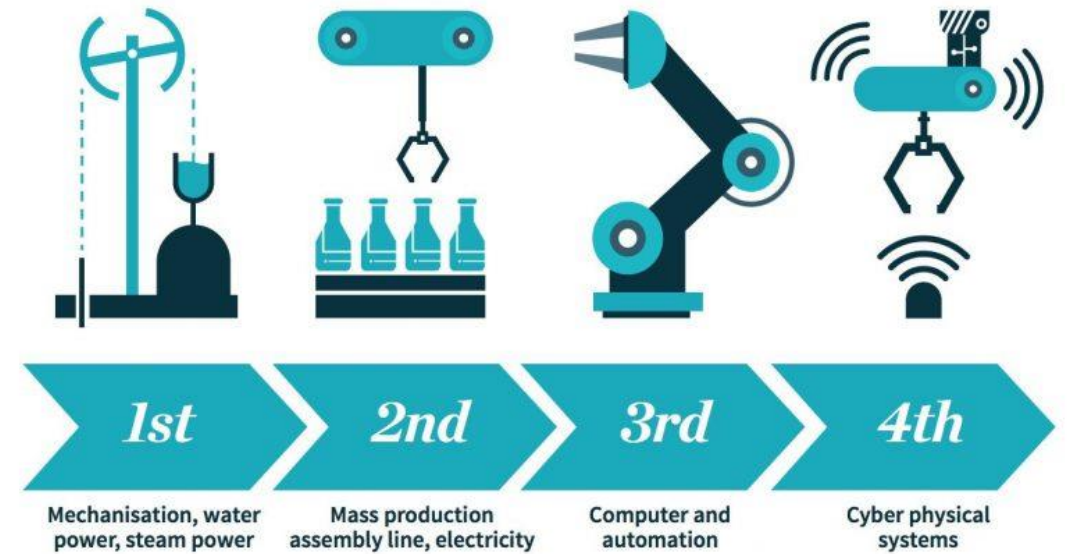 1st
2nd
3rd
4th
Mechanisation, water
power, steam power
Mass production
assembly line, electricity
Computer and
automation
Cyber physical
systems